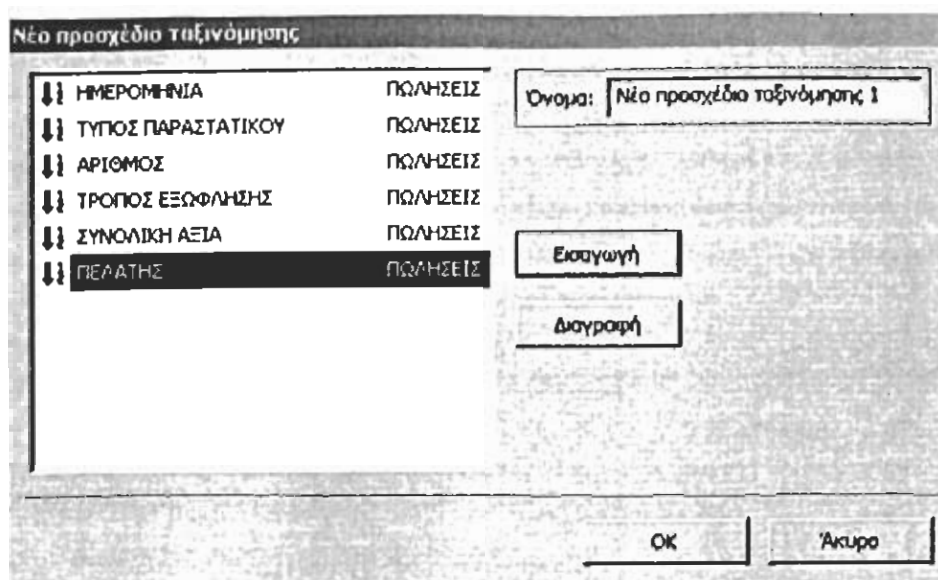 Νέο προσχέδιο ταξινόμησης
ΗΜΕΡΟΜΗΝΙΑ ΠΩΛΗΣΕΙΣ
ΤΥΠΟΣ ΠΑΡΑΣΤΑΤΙΚΟΥ ΠΩΛΗΣΕΙΣ
ΑΡΙΘΜΟΣ ΠΩΛΗΣΕΙΣ
ΤΡΟΠΟΣ ΕΞΩΦΛΗΣΗΣ ΠΩΛΗΣΕΙΣ
ΣΥΝΟΛΙΚΗ ΑΞΙΑ ΠΩΛΗΣΕΙΣ
ΠΕΛΑΤΗΣ ΠΩΛΗΣΕΙΣ
Όνομα: Νέο προσχέδιο ταξινόμησης 1
Εισαγωγή
Διαγραφή
OK Άκυρο